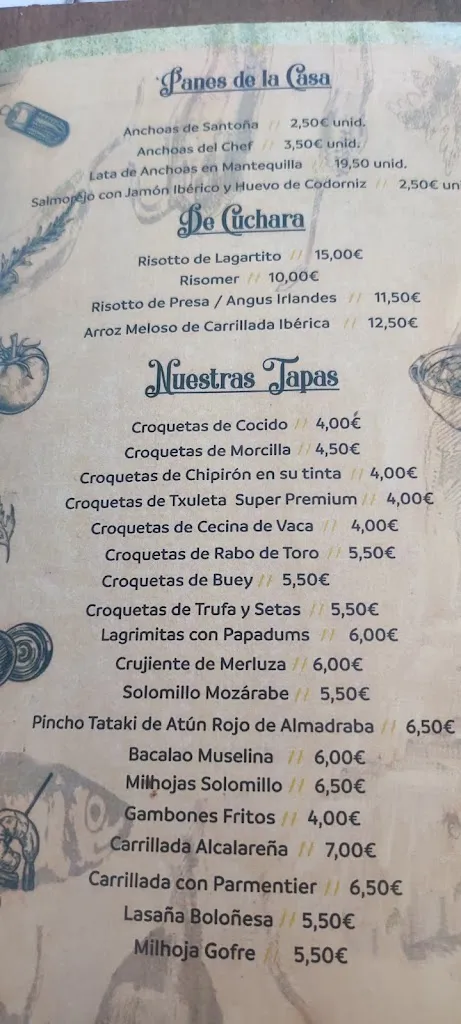 Panes de la Casa
Anchoas de Santoña // 2,50€ unid.
Anchoas del Chef // 3,50€ unid.
Lata de Anchoas en Mantequilla // 19,50 unid.
Salmorejo con Jamón Ibérico y Huevo de Codorniz // 2,50€ un
De Cuchara
Risotto de Lagartito // 15,00€
Risomer // 10,00€
Risotto de Presa / Angus Irlandes // 11,50€
Arroz Meloso de Carrillada Ibérica // 12,50€
Nuestras Tapas
Croquetas de Cocido // 4,00€
Croquetas de Morcilla // 4,50€
Croquetas de Chipirón en su tinta // 4,00€
Croquetas de Txuleta Super Premium // 4,00€
Croquetas de Cecina de Vaca // 4,00€
Croquetas de Rabo de Toro // 5,50€
Croquetas de Buey // 5,50€
Croquetas de Trufa y Setas // 5,50€
Lagrimitas con Papadums // 6,00€
Crujiente de Merluza // 6,00€
Solomillo Mozárabe // 5,50€
Pincho Tataki de Atún Rojo de Almadraba // 6,50€
Bacalao Muselina // 6,00€
Milhojas Solomillo // 6,50€
Gambones Fritos // 4,00€
Carrillada Alcalareña // 7,00€
Carrillada con Parmentier // 6,50€
Lasaña Boloñesa // 5,50€
Milhoja Gofre // 5,50€